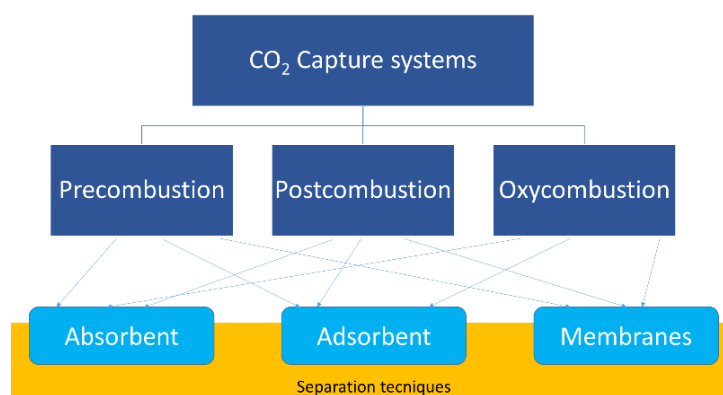 CO₂ Capture systems
Precombustion Postcombustion Oxycombustion
Absorbent Adsorbent Membranes
Separation tecniques